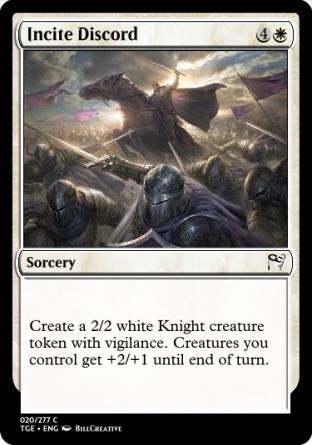 Incite Discord 4
Sorcery
Create a 2/2 white Knight creature
token with vigilance. Creatures you
control get +2/+1 until end of turn.
020/277 C
TGE • ENG BillCreative